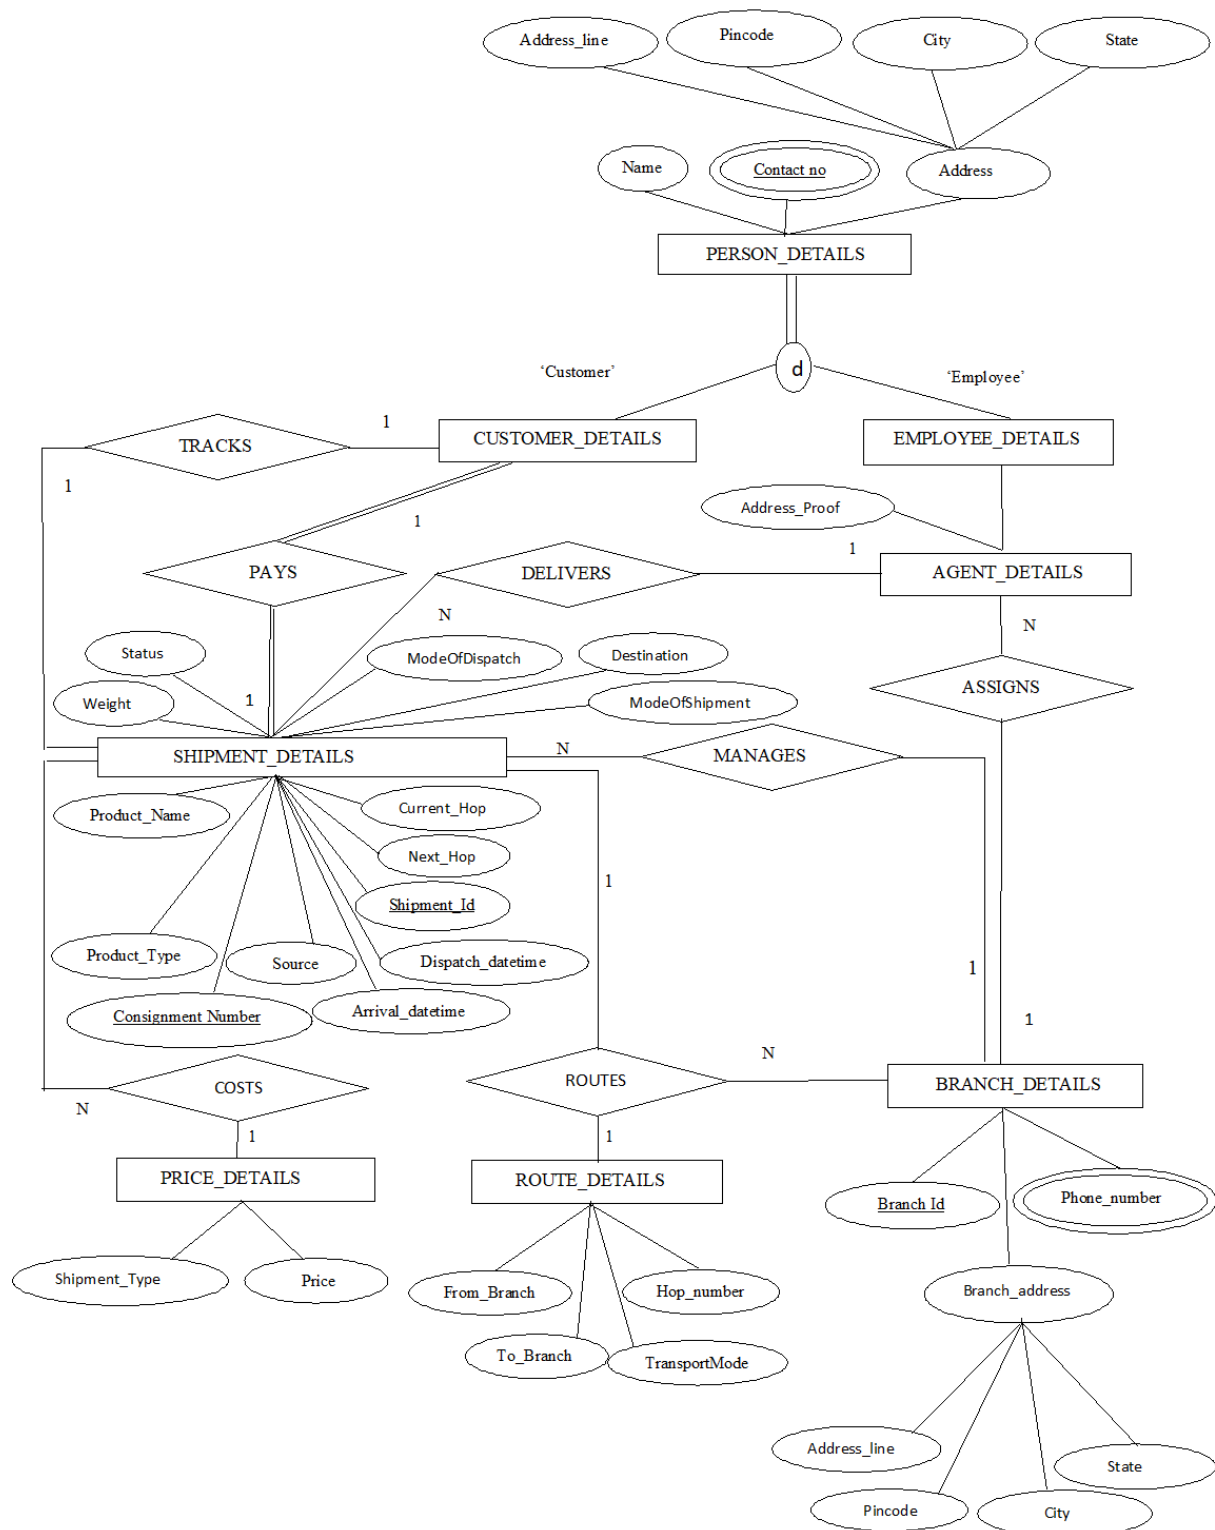 Address_line
Pincode
City
State
Name
Contact no
Address
PERSON_DETAILS
d
‘Customer’
‘Employee’
1
TRACKS
CUSTOMER_DETAILS
EMPLOYEE_DETAILS
1
Address_Proof
1
1
PAYS
DELIVERS
AGENT_DETAILS
N
N
Status
ModeOfDispatch
Destination
ASSIGNS
Weight
1
ModeOfShipment
SHIPMENT_DETAILS
N
MANAGES
Product_Name
Current_Hop
Next_Hop
1
Shipment_Id
Product_Type
Source
Dispatch_datetime
1
Consignment Number
Arrival_datetime
1
N
COSTS
ROUTES
N
BRANCH_DETAILS
1
1
PRICE_DETAILS
ROUTE_DETAILS
Branch Id
Phone_number
Shipment_Type
Price
From_Branch
Hop_number
Branch_address
To_Branch
TransportMode
Address_line
State
Pincode
City